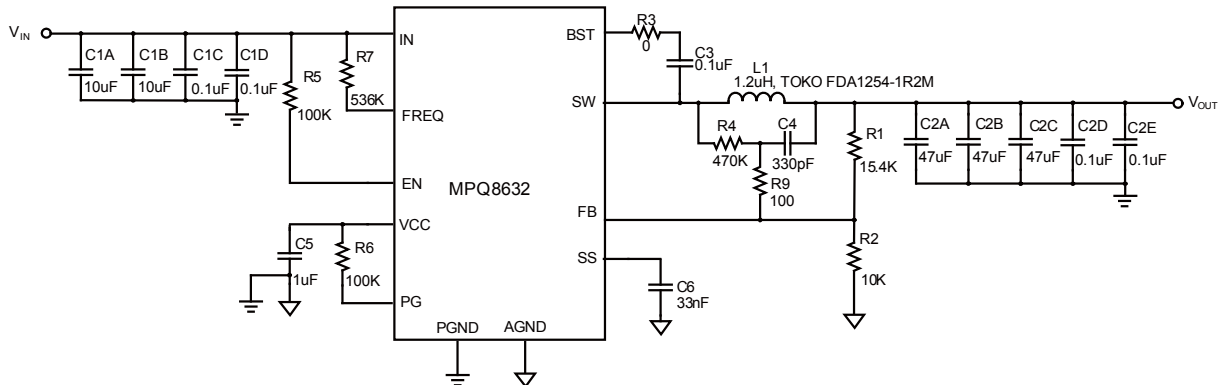 V_IN
C1A
10uF
C1B
10uF
C1C
0.1uF
C1D
0.1uF
R5
100K
R7
536K
IN
FREQ
EN
VCC
PG
C5
1uF
R6
100K
MPQ8632
PGND
AGND
BST
SW
FB
SS
R3
0
C3
0.1uF
L1
1.2uH, TOKO FDA1254-1R2M
R4
470K
C4
330pF
R9
100
R1
15.4K
R2
10K
C6
33nF
C2A
47uF
C2B
47uF
C2C
47uF
C2D
0.1uF
C2E
0.1uF
V_OUT